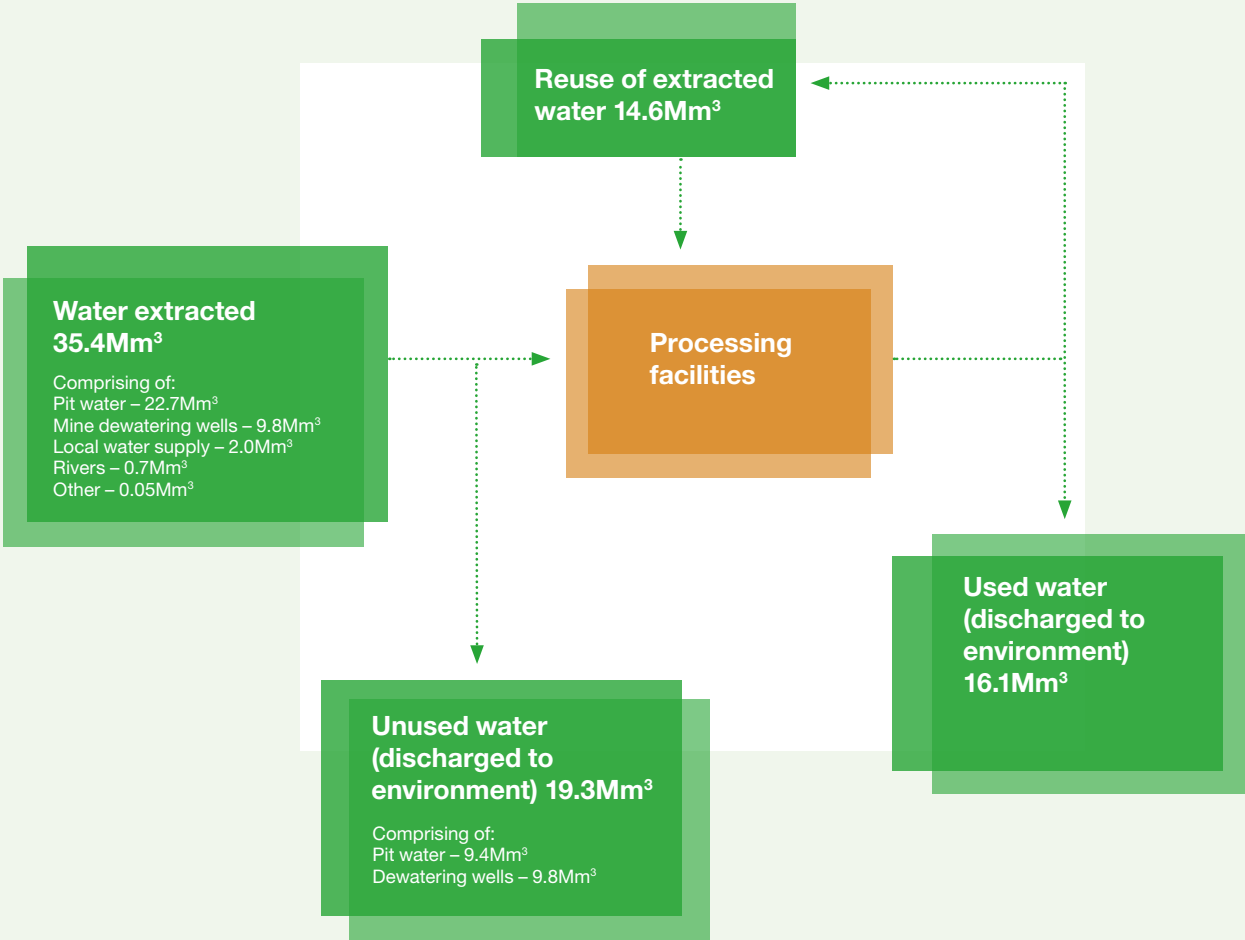 Reuse of extracted
water 14.6Mm³
Water extracted
35.4Mm³
Comprising of:
Pit water – 22.7Mm³
Mine dewatering wells – 9.8Mm³
Local water supply – 2.0Mm³
Rivers – 0.7Mm³
Other – 0.05Mm³
Processing
facilities
Used water
(discharged to
environment)
16.1Mm³
Unused water
(discharged to
environment) 19.3Mm³
Comprising of:
Pit water – 9.4Mm³
Dewatering wells – 9.8Mm³